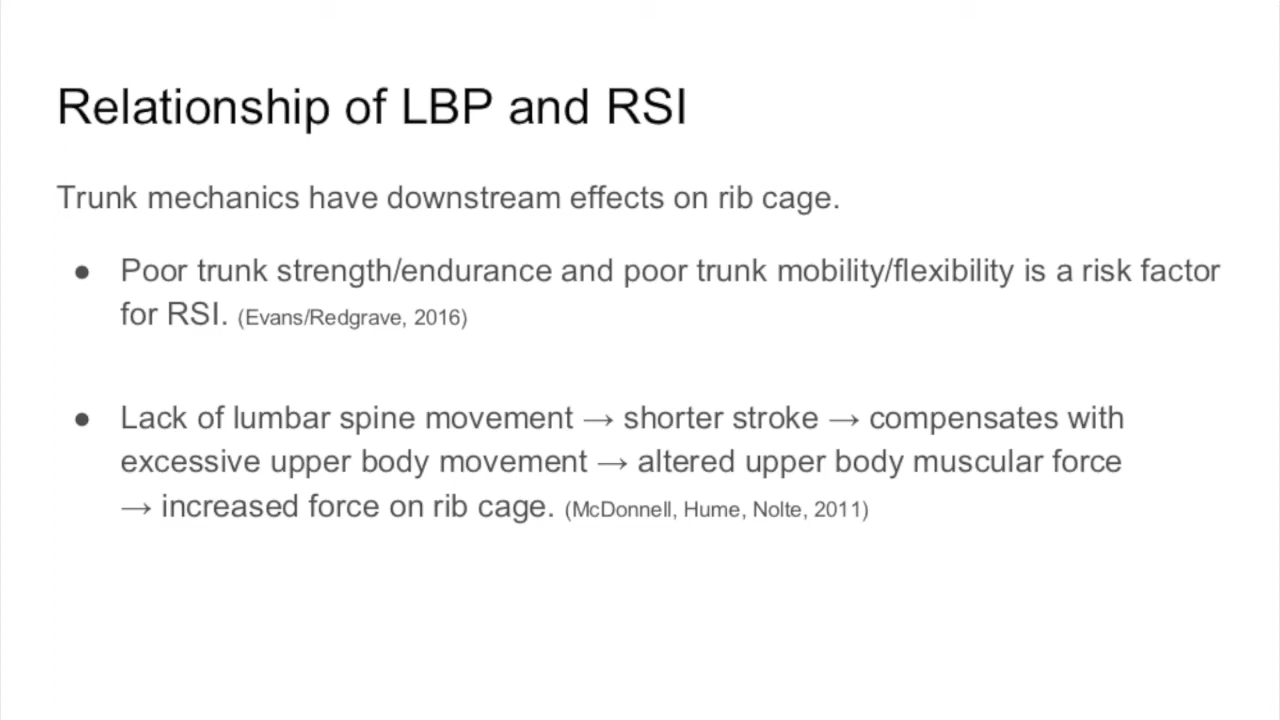 Relationship of LBP and RSI
Trunk mechanics have downstream effects on rib cage.
● Poor trunk strength/endurance and poor trunk mobility/flexibility is a risk factor
for RSI. (Evans/Redgrave, 2016)
● Lack of lumbar spine movement → shorter stroke → compensates with
excessive upper body movement → altered upper body muscular force
→ increased force on rib cage. (McDonnell, Hume, Nolte, 2011)